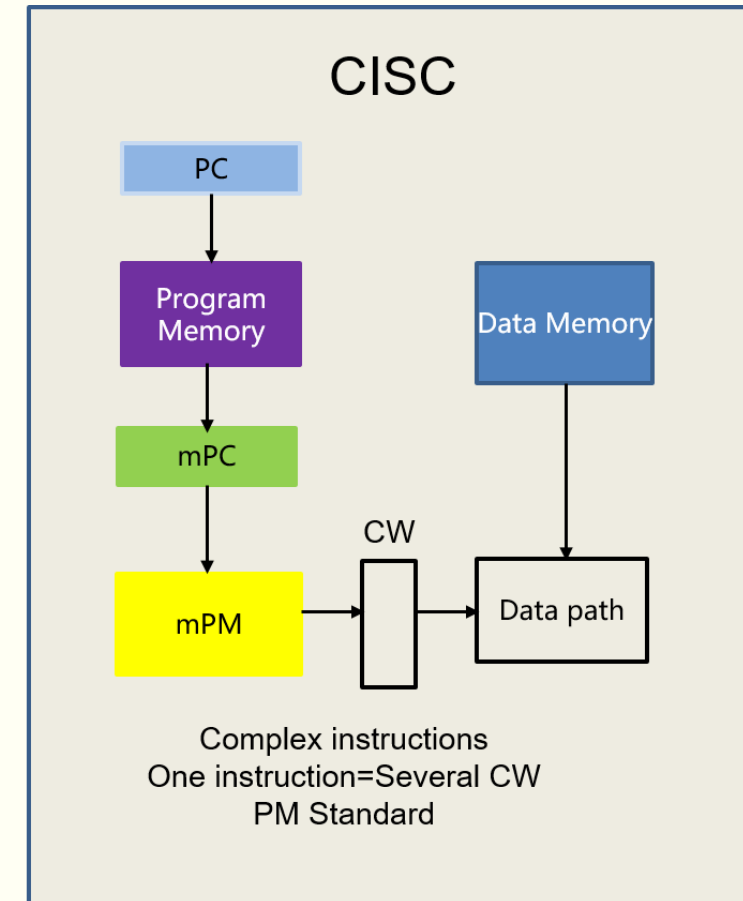 CISC
PC
Program
Memory
Data Memory
mPC
CW
mPM
Data path
Complex instructions
One instruction=Several CW
PM Standard